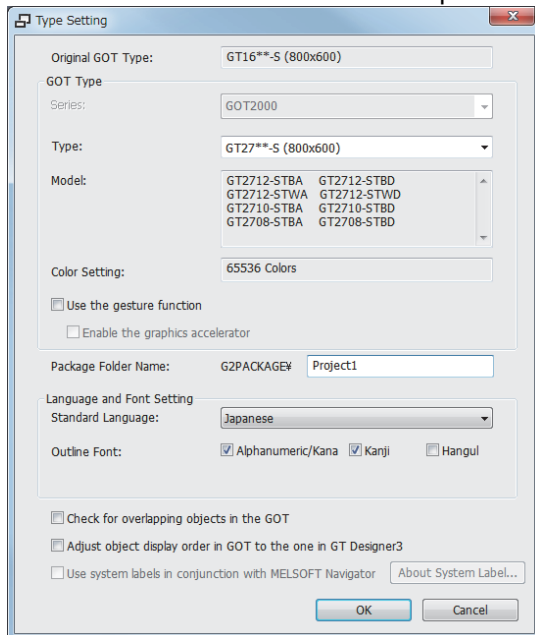 Type Setting
Original GOT Type: GT16**-S (800x600)
GOT Type
Series: GOT2000
Type: GT27**-S (800x600)
Model: GT2712-STBA GT2712-STBD
GT2712-STWA GT2712-STWD
GT2710-STBA GT2710-STBD
GT2708-STBA GT2708-STBD
Color Setting: 65536 Colors
Use the gesture function
Enable the graphics accelerator
Package Folder Name: G2PACKAGE¥ Project1
Language and Font Setting
Standard Language: Japanese
Outline Font: Alphanumeric/Kana Kanji Hangul
Check for overlapping objects in the GOT
Adjust object display order in GOT to the one in GT Designer3
Use system labels in conjunction with MELSOFT Navigator About System Label...
OK Cancel